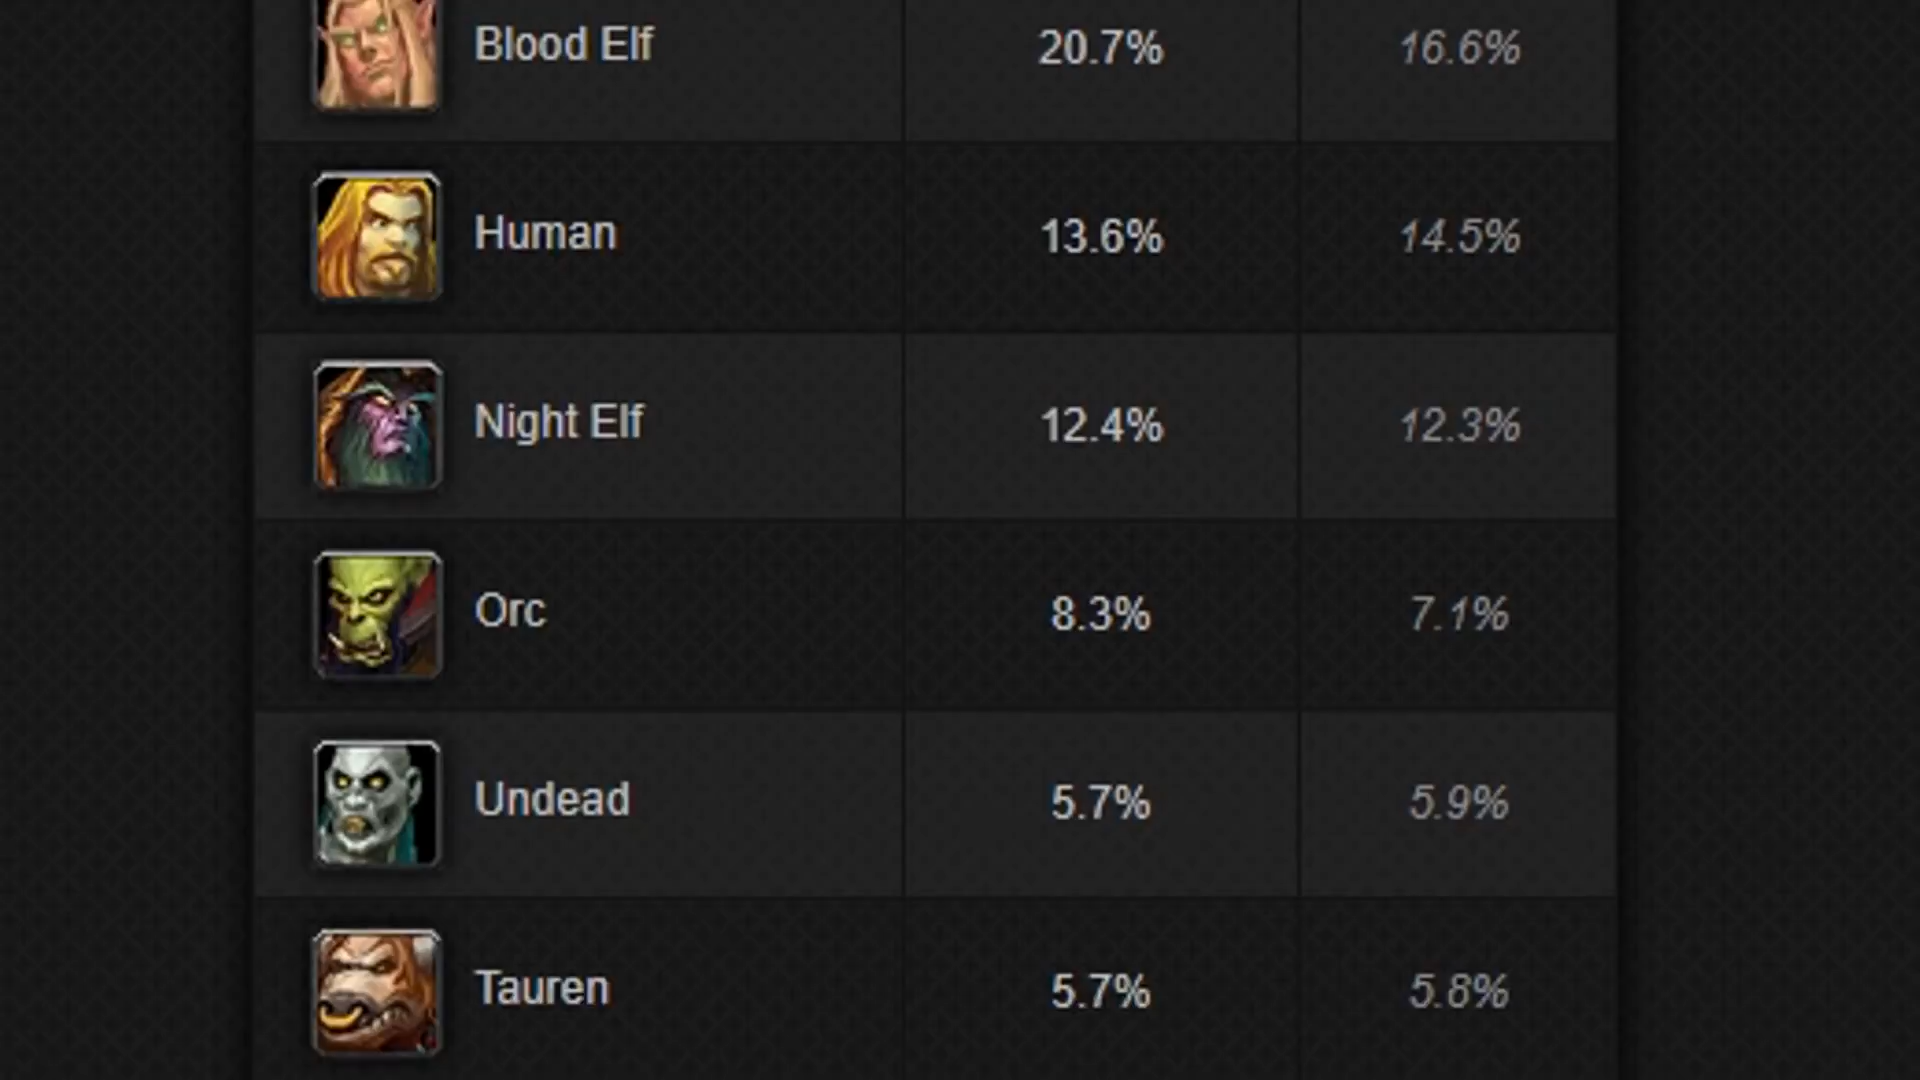 Blood Elf 20.7% 16.6%
Human 13.6% 14.5%
Night Elf 12.4% 12.3%
Orc 8.3% 7.1%
Undead 5.7% 5.9%
Tauren 5.7% 5.8%